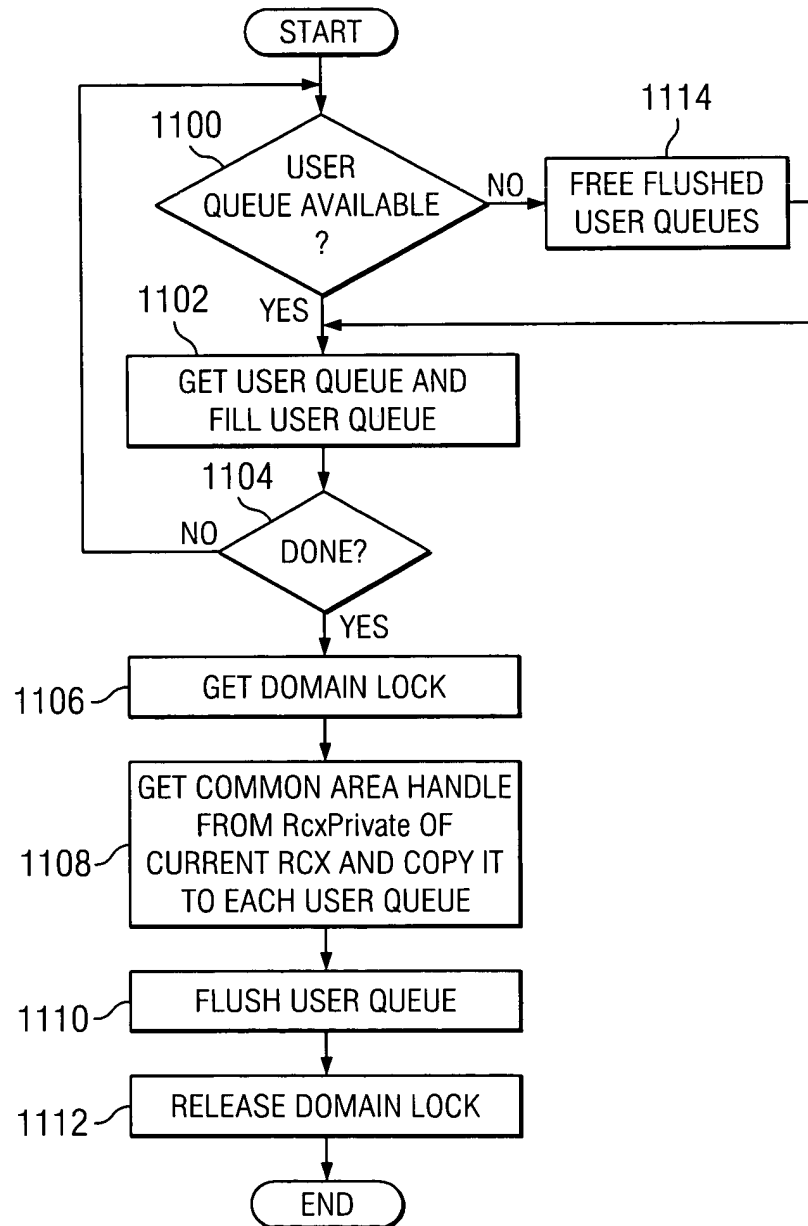 START
1100
USER
QUEUE AVAILABLE
?
NO
1114
FREE FLUSHED
USER QUEUES
YES
1102
GET USER QUEUE AND
FILL USER QUEUE
1104
NO
DONE?
YES
1106
GET DOMAIN LOCK
1108
GET COMMON AREA HANDLE
FROM RcxPrivate OF
CURRENT RCX AND COPY IT
TO EACH USER QUEUE
1110
FLUSH USER QUEUE
1112
RELEASE DOMAIN LOCK
END